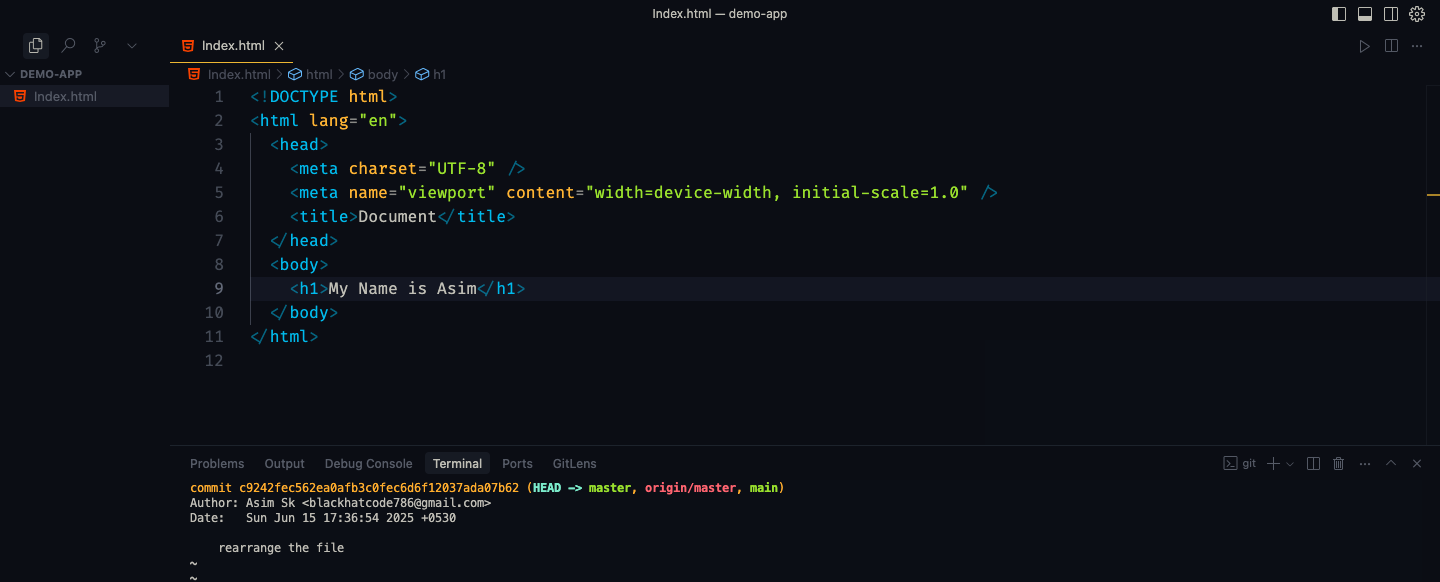 Index.html — demo-app
Index.html
DEMO-APP
Index.html
Index.html > html > body > h1
1 <!DOCTYPE html>
2 <html lang="en">
3 <head>
4 <meta charset="UTF-8" />
5 <meta name="viewport" content="width=device-width, initial-scale=1.0" />
6 <title>Document</title>
7 </head>
8 <body>
9 <h1>My Name is Asim</h1>
10 </body>
11 </html>
12
Problems Output Debug Console Terminal Ports GitLens git
commit c9242fec562ea0afb3c0fec6d6f12037ada07b62 (HEAD -> master, origin/master, main)
Author: Asim Sk <blackhatcode786@gmail.com>
Date: Sun Jun 15 17:36:54 2025 +0530
rearrange the file
~
~